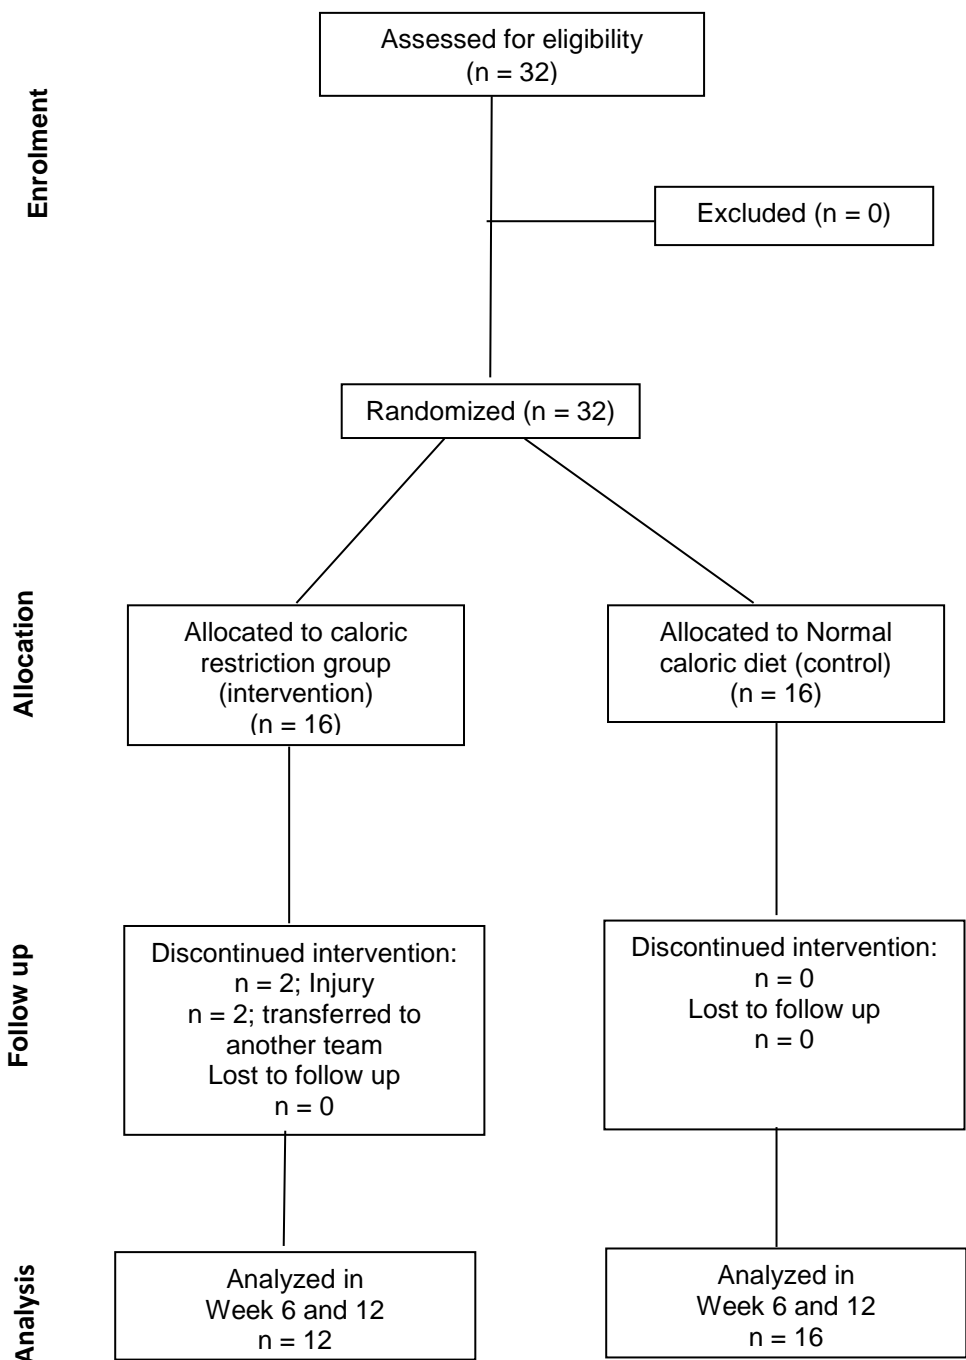 Assessed for eligibility
(n = 32)
Enrolment
Excluded (n = 0)
Randomized (n = 32)
Allocation
Allocated to caloric
restriction group
(intervention)
(n = 16)
Allocated to Normal
caloric diet (control)
(n = 16)
Follow up
Discontinued intervention:
n = 2; Injury
n = 2; transferred to
another team
Lost to follow up
n = 0
Discontinued intervention:
n = 0
Lost to follow up
n = 0
Analysis
Analyzed in
Week 6 and 12
n = 12
Analyzed in
Week 6 and 12
n = 16